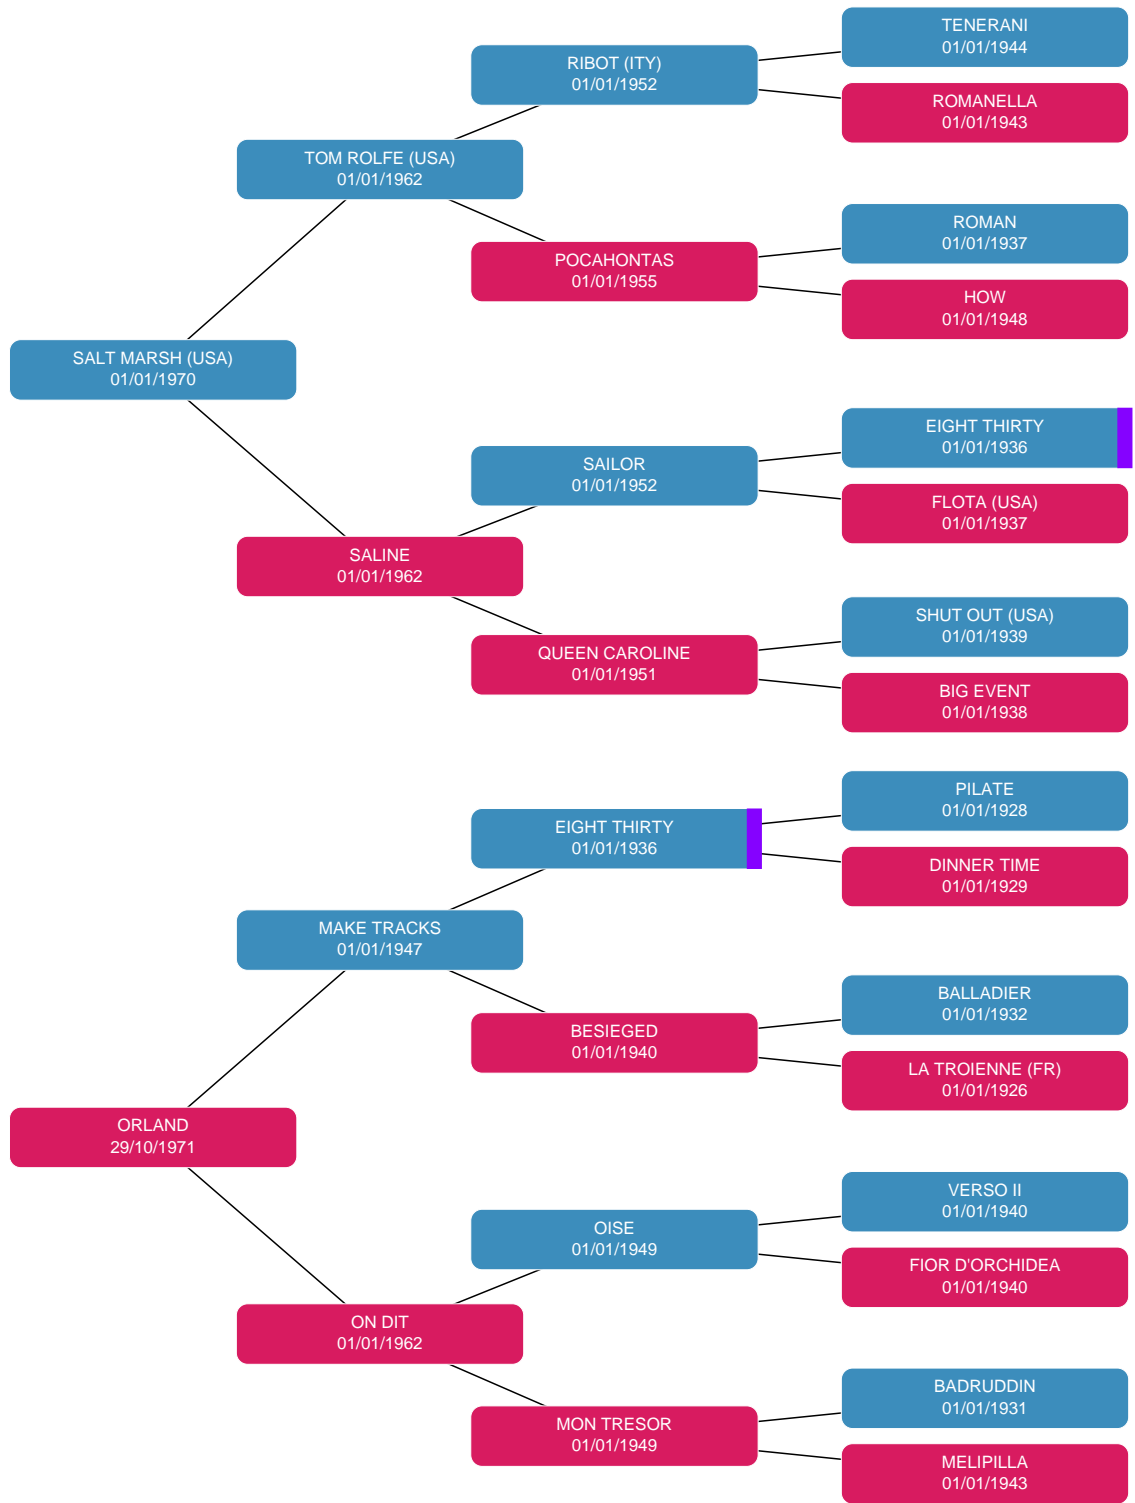 TENERANI
01/01/1944
RIBOT (ITY)
01/01/1952
ROMANELLA
01/01/1943
TOM ROLFE (USA)
01/01/1962
ROMAN
01/01/1937
POCAHONTAS
01/01/1955
HOW
01/01/1948
SALT MARSH (USA)
01/01/1970
EIGHT THIRTY
01/01/1936
SAILOR
01/01/1952
FLOTA (USA)
01/01/1937
SALINE
01/01/1962
SHUT OUT (USA)
01/01/1939
QUEEN CAROLINE
01/01/1951
BIG EVENT
01/01/1938
PILATE
01/01/1928
EIGHT THIRTY
01/01/1936
DINNER TIME
01/01/1929
MAKE TRACKS
01/01/1947
BALLADIER
01/01/1932
BESIEGED
01/01/1940
LA TROIENNE (FR)
01/01/1926
ORLAND
29/10/1971
VERSO II
01/01/1940
OISE
01/01/1949
FIOR D'ORCHIDEA
01/01/1940
ON DIT
01/01/1962
BADRUDDIN
01/01/1931
MON TRESOR
01/01/1949
MELIPILLA
01/01/1943